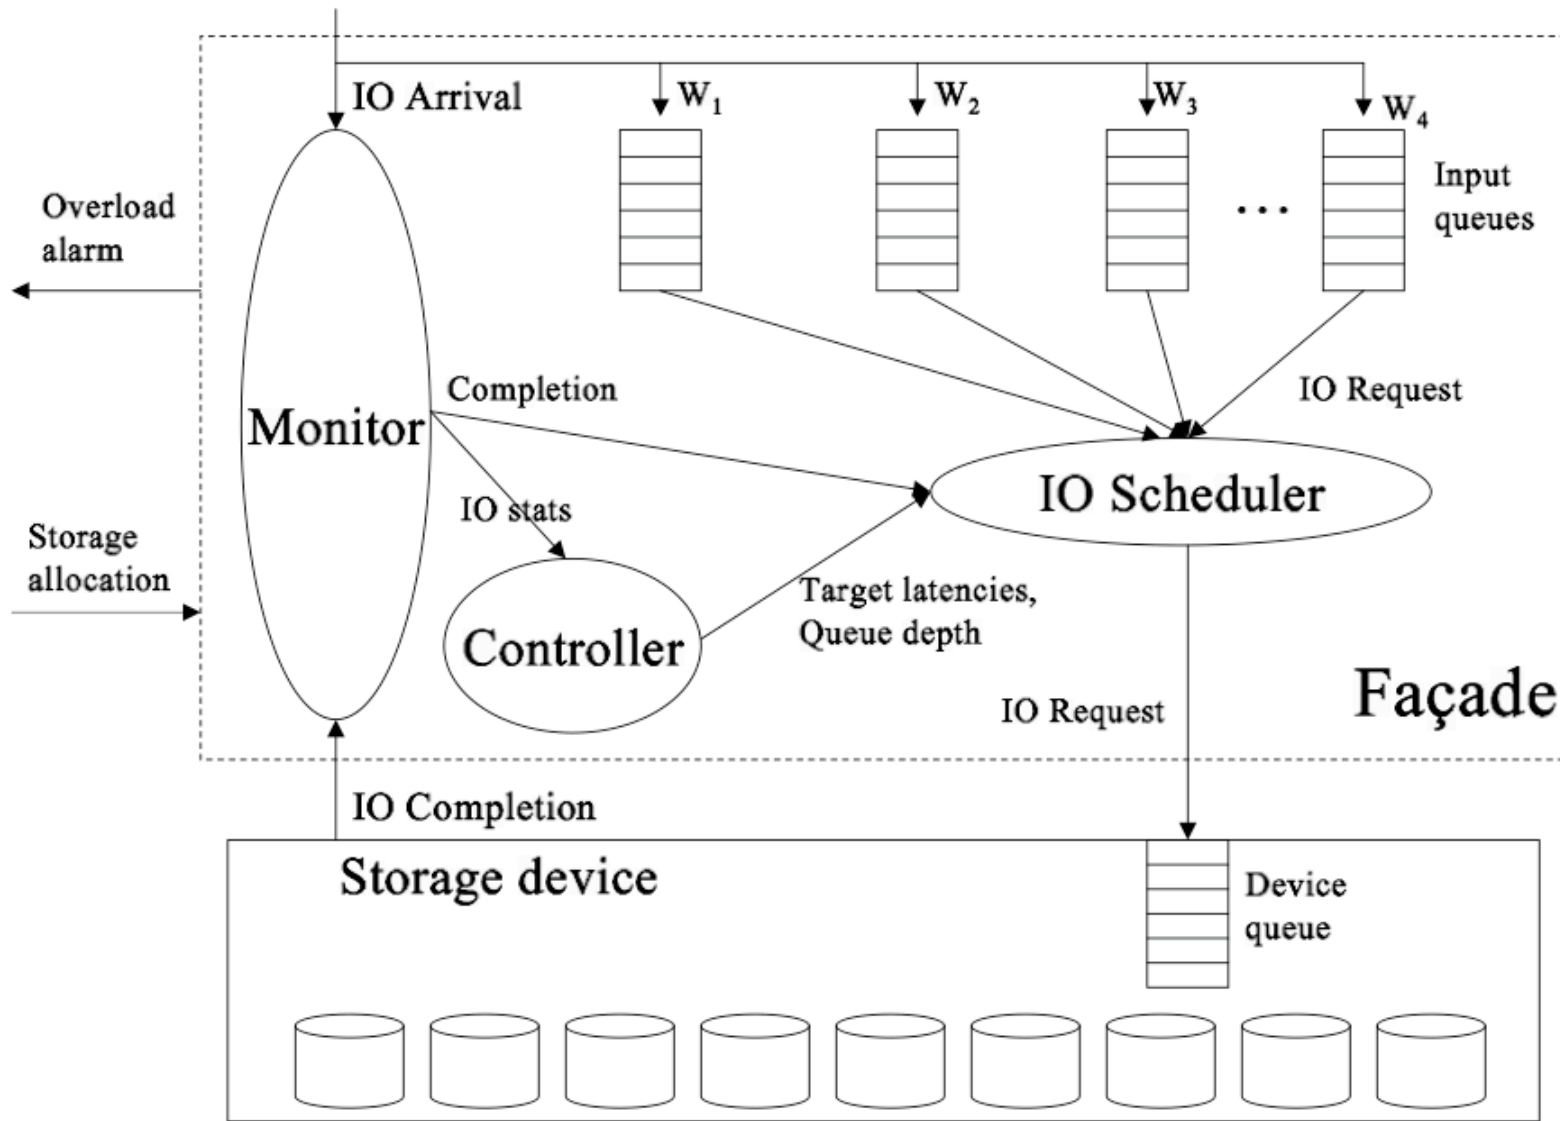 IO Arrival
W1
W2
W3
W4
Input
queues
Overload
alarm
Completion
IO Request
Monitor
IO Scheduler
IO stats
Storage
allocation
Target latencies,
Queue depth
Controller
IO Request
Façade
IO Completion
Storage device
Device
queue